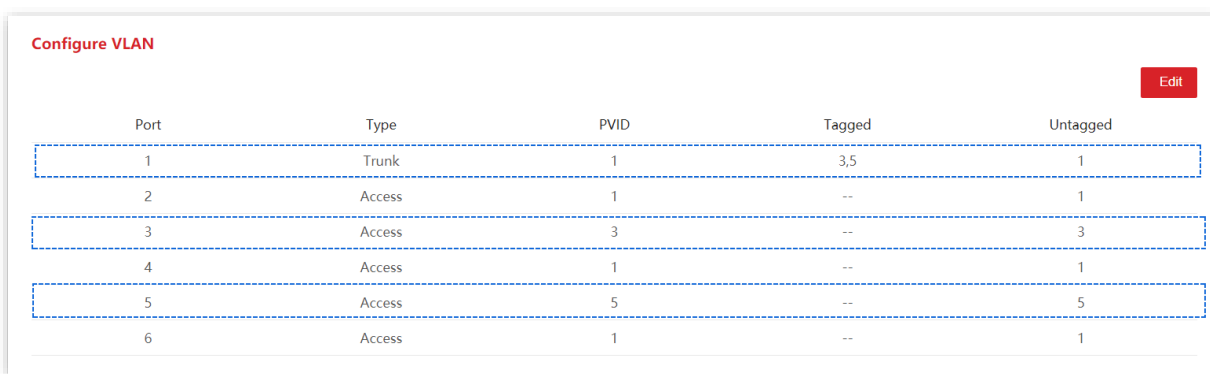 Configure VLAN
Edit
Port Type PVID Tagged Untagged
1 Trunk 1 3,5 1
2 Access 1 -- 1
3 Access 3 -- 3
4 Access 1 -- 1
5 Access 5 -- 5
6 Access 1 -- 1